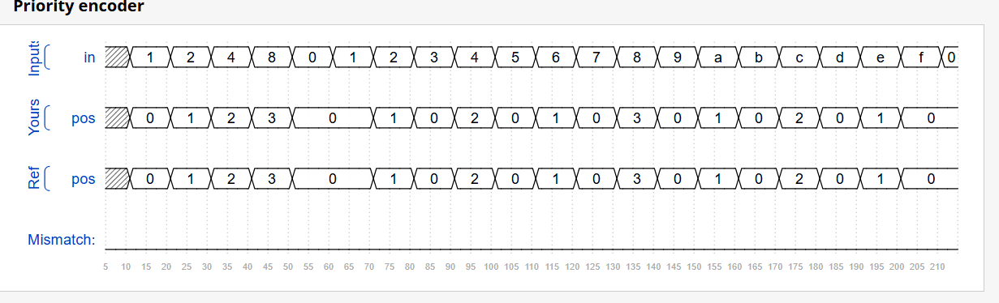 Priority encoder
Inputs in 1 2 4 8 0 1 2 3 4 5 6 7 8 9 a b c d e f 0
Yours pos 0 1 2 3 0 1 0 2 0 1 0 3 0 1 0 2 0 1 0
Ref pos 0 1 2 3 0 1 0 2 0 1 0 3 0 1 0 2 0 1 0
Mismatch:
5 10 15 20 25 30 35 40 45 50 55 60 65 70 75 80 85 90 95 100 105 110 115 120 125 130 135 140 145 150 155 160 165 170 175 180 185 190 195 200 205 210